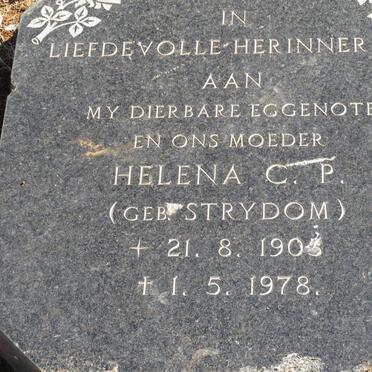 IN
LIEFDEVOLLE HERINNER
AAN
MY DIERBARE EGGENOTE
EN ONS MOEDER
HELENA C. P.
(GEB. STRYDOM)
21. 8.
† 1. 5. 1978.